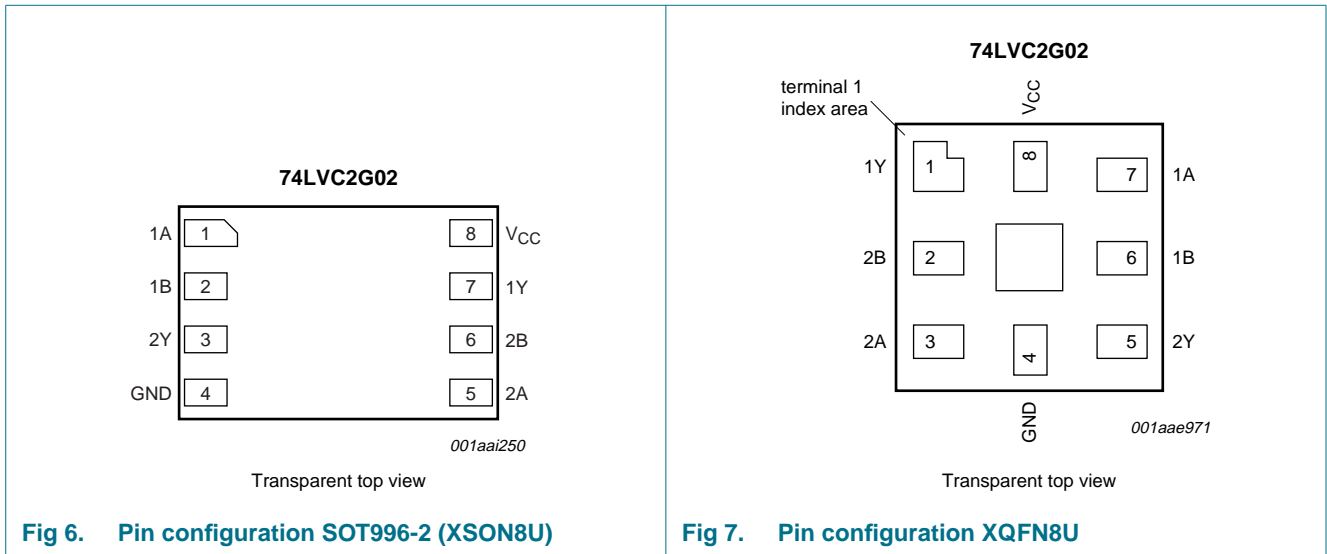 74LVC2G02
1A 1 8 VCC
1B 2 7 1Y
2Y 3 6 2B
GND 4 5 2A
001aai250
Transparent top view
Fig 6. Pin configuration SOT996-2 (XSON8U)
74LVC2G02
terminal 1
index area
VCC
1Y 1 8 7 1A
2B 2 6 1B
2A 3 4 5 2Y
GND
001aae971
Transparent top view
Fig 7. Pin configuration XQFN8U